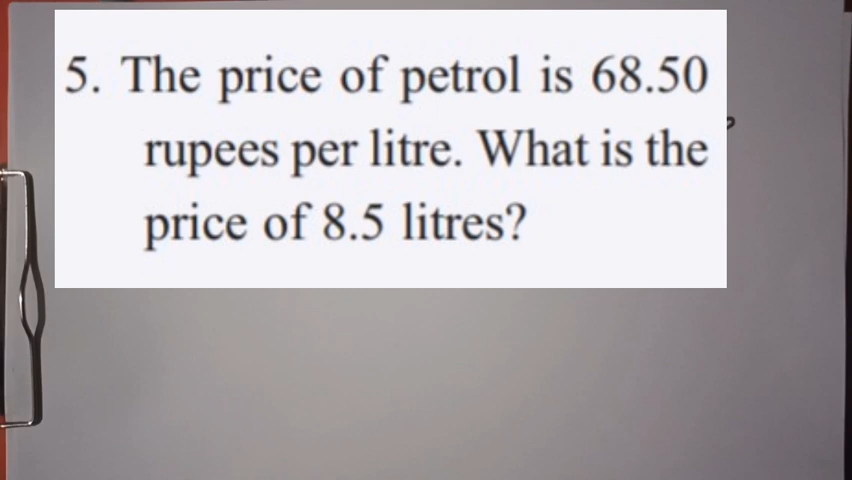 5. The price of petrol is 68.50
rupees per litre. What is the
price of 8.5 litres?